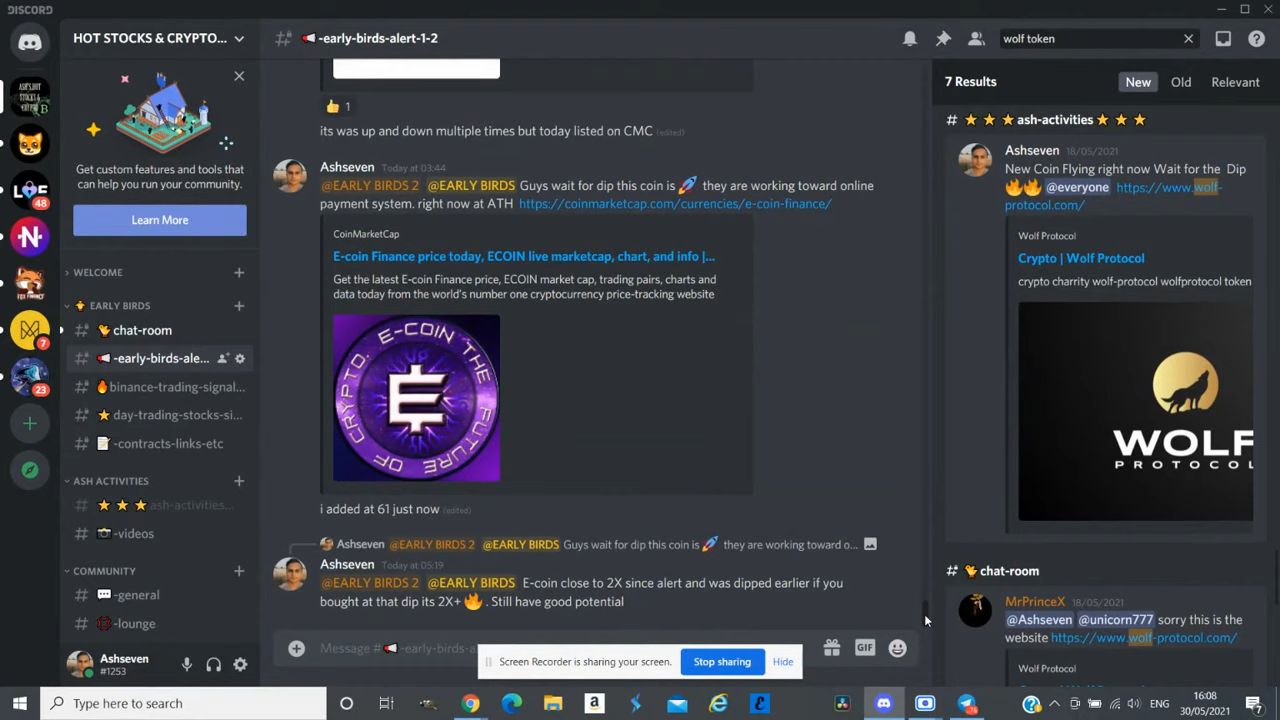 DISCORD
HOT STOCKS & CRYPTO...
-early-birds-alert-1-2
wolf token
Get custom features and tools
that can help you run your community.
Learn More
WELCOME
EARLY BIRDS
chat-room
-early-birds-ale...
binance-trading-signal...
day-trading-stocks-si...
-contracts-links-etc
ASH ACTIVITIES
ash-activities...
-videos
COMMUNITY
-general
-lounge
Ashseven
#1253
48
7
23
1
its was up and down multiple times but today listed on CMC (edited)
Ashseven Today at 03:44
@EARLY BIRDS 2 @EARLY BIRDS Guys wait for dip this coin is 🚀 they are working toward online
payment system. right now at ATH https://coinmarketcap.com/currencies/e-coin-finance/
CoinMarketCap
E-coin Finance price today, ECOIN live marketcap, chart, and info |...
Get the latest E-coin Finance price, ECOIN market cap, trading pairs, charts and
data today from the world's number one cryptocurrency price-tracking website
E-COIN THE FUTURE OF CRYPTO.
i added at 61 just now (edited)
Ashseven @EARLY BIRDS 2 @EARLY BIRDS Guys wait for dip this coin is 🚀 they are working toward o...
Ashseven Today at 05:19
@EARLY BIRDS 2 @EARLY BIRDS E-coin close to 2X since alert and was dipped earlier if you
bought at that dip its 2X+ 🔥. Still have good potential
Message # -early-birds-a
GIF
Screen Recorder is sharing your screen.
Stop sharing
Hide
7 Results
New
Old
Relevant
ash-activities
Ashseven 18/05/2021
New Coin Flying right now Wait for the Dip
🔥🔥 @everyone https://www.wolf-
protocol.com/
Wolf Protocol
Crypto | Wolf Protocol
crypto charrity wolf-protocol wolfprotocol token
WOLF
PROTOCOL
chat-room
MrPrinceX 18/05/2021
@Ashseven @unicorn777 sorry this is the
website https://www.wolf-protocol.com/
Wolf Protocol
Type here to search
ENG
16:08
30/05/2021
7